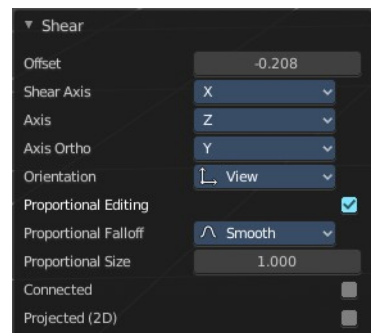 Shear
Offset -0.208
Shear Axis X
Axis Z
Axis Ortho Y
Orientation View
Proportional Editing
Proportional Falloff Smooth
Proportional Size 1.000
Connected
Projected (2D)